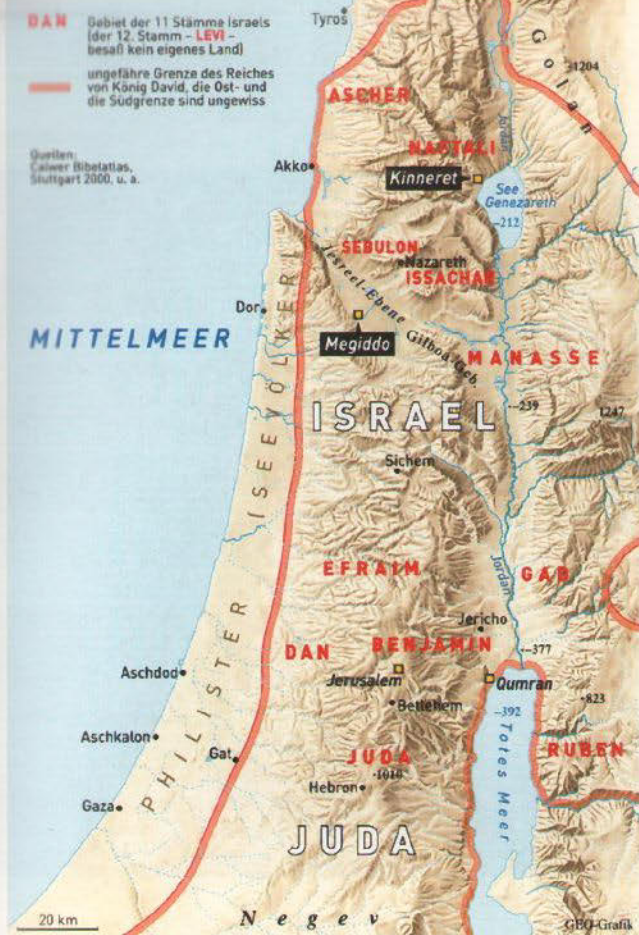 DAN
Gebiet der 11 Stämme Israels
(der 12. Stamm – LEVI –
besaß kein eigenes Land)
ungefähre Grenze des Reiches
von König David, die Ost- und
die Südgrenze sind ungewiss
Quellen:
Calwer Bibelatlas,
Stuttgart 2000, u. a.
Tyros
Golan
1204
ASCHER
Jordan
NAFTALI
Akko
Kinneret
See
Genezareth
–212
SEBULON
Nazareth
ISSACHAR
Jesreel-Ebene
Dor
MITTELMEER
Megiddo
Gilboa-Geb.
MANASSE
–239
1247
ISRAEL
PHILISTER (SEEVÖLKER)
Sichem
EFRAIM
Jordan
GAD
Jericho
DAN
BENJAMIN
–377
Aschdod
Jerusalem
Qumran
Betlehem
–392
823
Aschkalon
Totes Meer
Gat
JUDA
1010
RUBEN
Hebron
Gaza
JUDA
20 km
Negev
GEO-Grafik